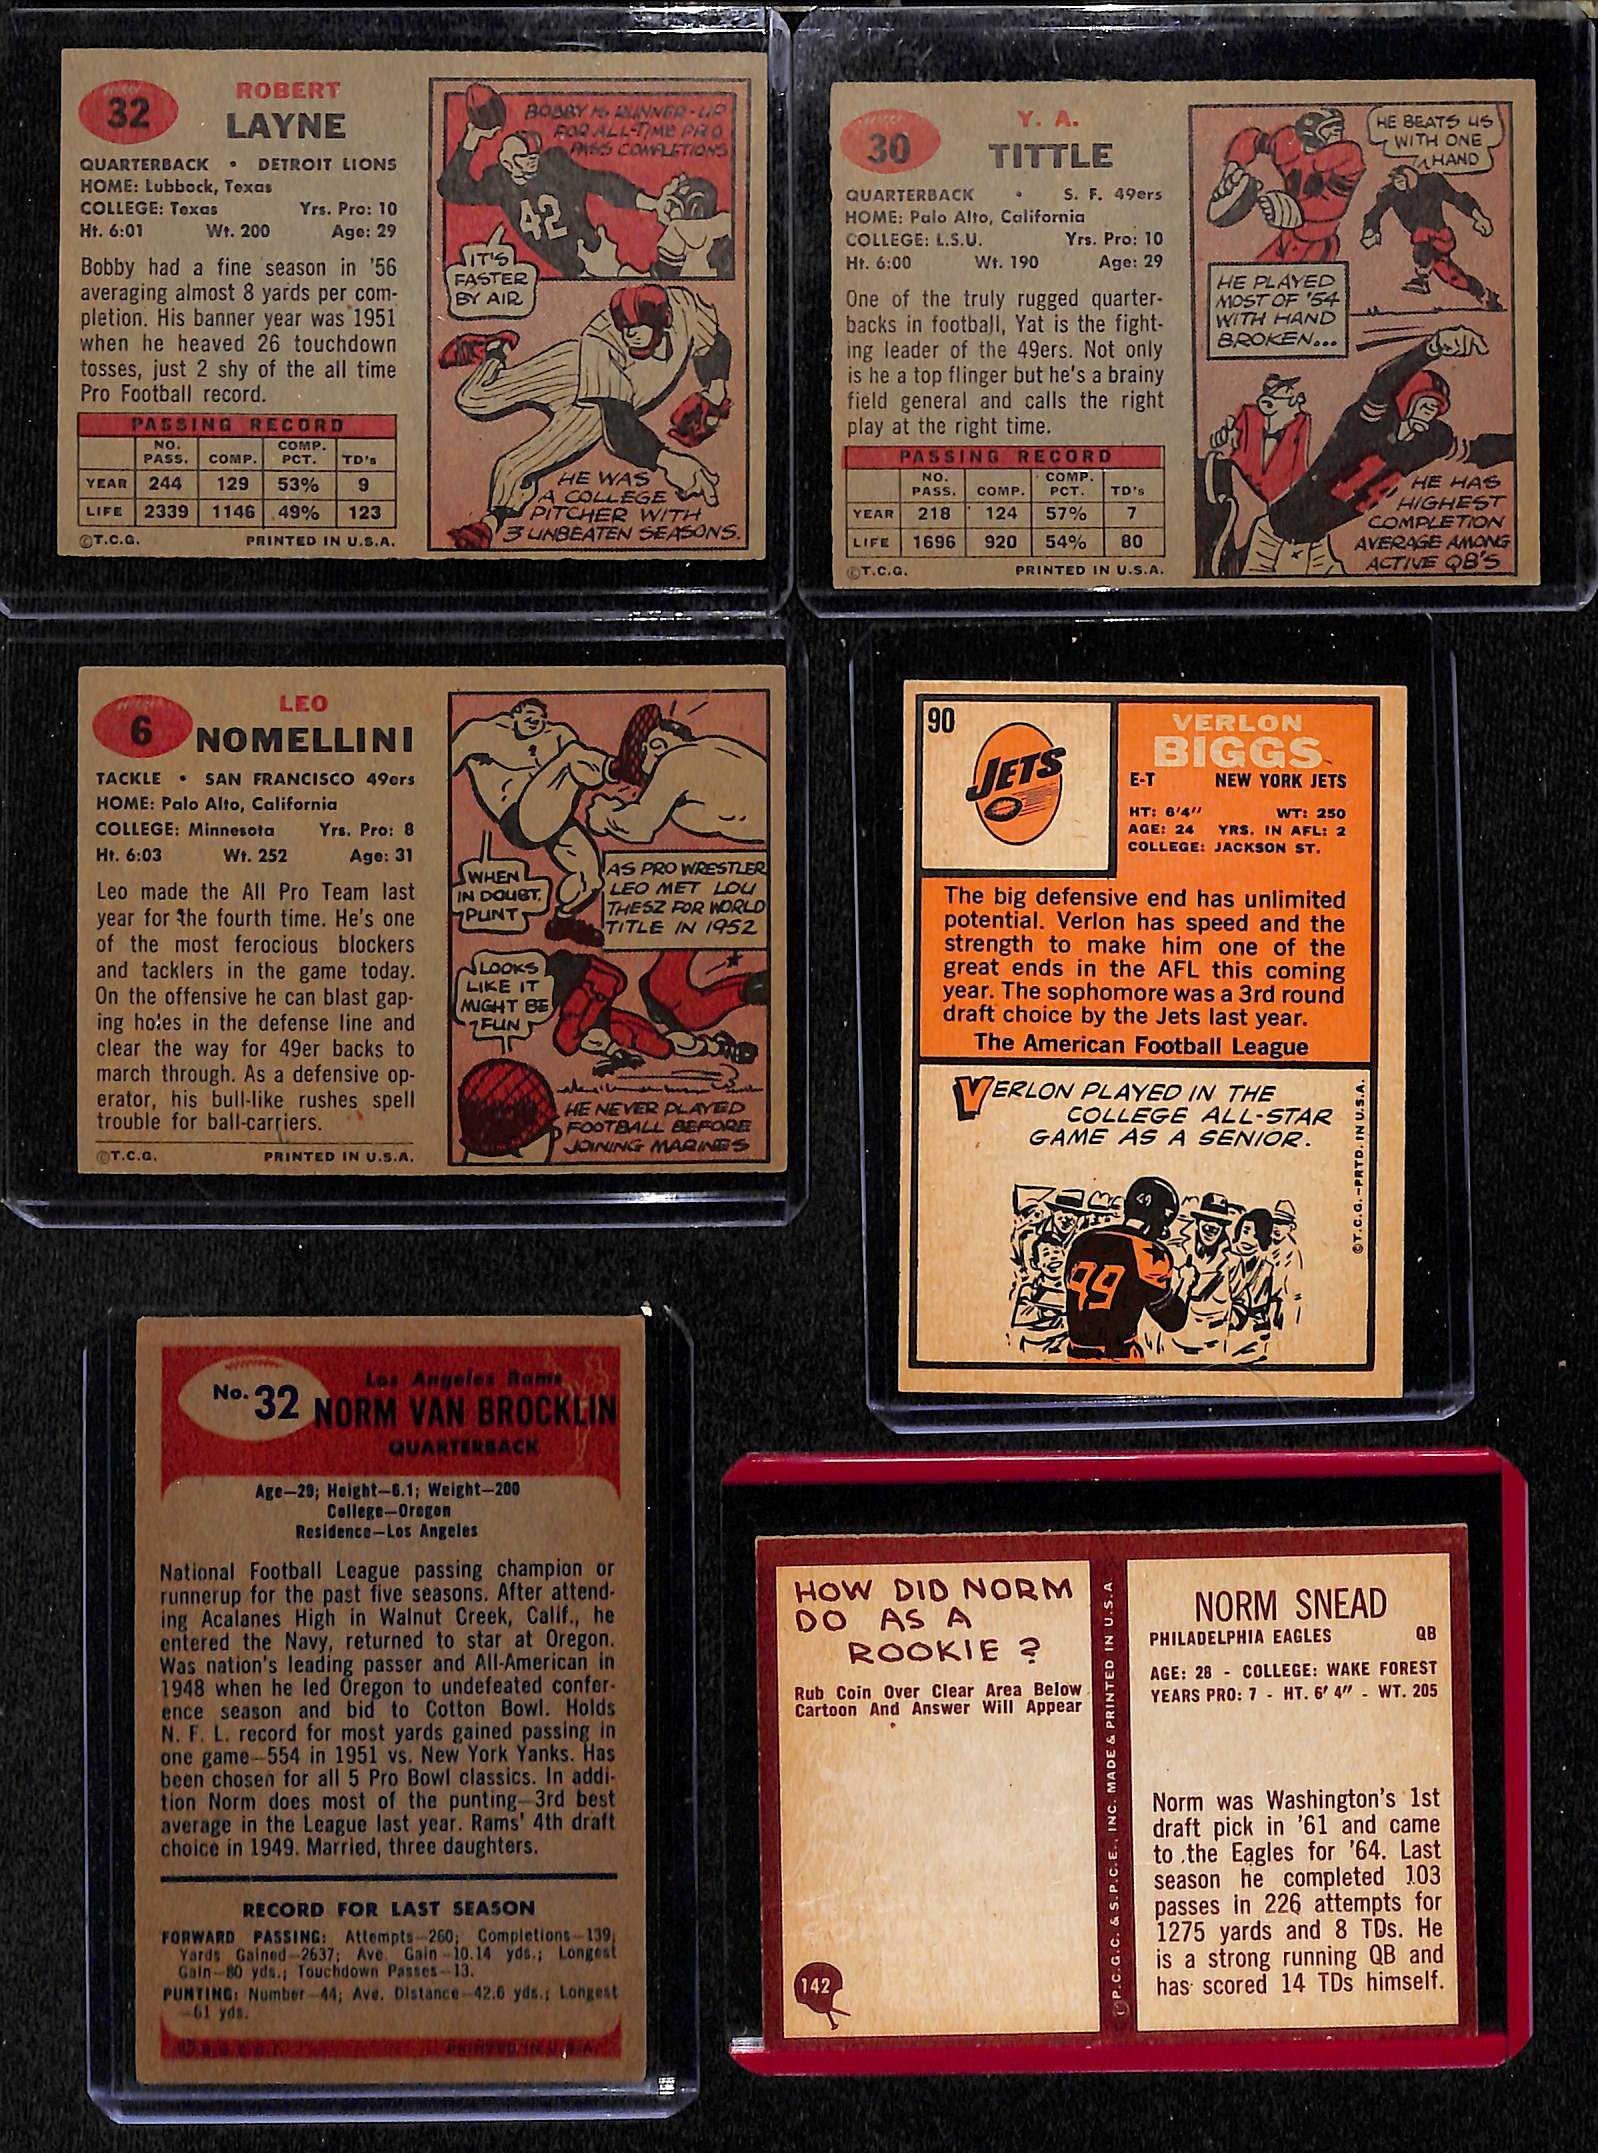 32
ROBERT
LAYNE
QUARTERBACK • DETROIT LIONS
HOME: Lubbock, Texas
COLLEGE: Texas Yrs. Pro: 10
Ht. 6:01 Wt. 200 Age: 29
Bobby had a fine season in '56
averaging almost 8 yards per com-
pletion. His banner year was 1951
when he heaved 26 touchdown
tosses, just 2 shy of the all time
Pro Football record.
PASSING RECORD
NO. PASS. COMP. COMP. PCT. TD's
YEAR 244 129 53% 9
LIFE 2339 1146 49% 123
©T.C.G. PRINTED IN U.S.A.
BOBBY IS RUNNER-UP
FOR ALL-TIME PRO
PASS COMPLETIONS
42
IT'S
FASTER
BY AIR
HE WAS
A COLLEGE
PITCHER WITH
3 UNBEATEN SEASONS.
30
Y. A.
TITTLE
QUARTERBACK • S. F. 49ers
HOME: Palo Alto, California
COLLEGE: L.S.U. Yrs. Pro: 10
Ht. 6:00 Wt. 190 Age: 29
One of the truly rugged quarter-
backs in football, Yat is the fight-
ing leader of the 49ers. Not only
is he a top flinger but he's a brainy
field general and calls the right
play at the right time.
PASSING RECORD
NO. PASS. COMP. COMP. PCT. TD's
YEAR 218 124 57% 7
LIFE 1696 920 54% 80
©T.C.G. PRINTED IN U.S.A.
HE BEATS US
WITH ONE
HAND
HE PLAYED
MOST OF '54
WITH HAND
BROKEN...
HE HAS
HIGHEST
COMPLETION
AVERAGE AMONG
ACTIVE QB'S
6
LEO
NOMELLINI
TACKLE • SAN FRANCISCO 49ers
HOME: Palo Alto, California
COLLEGE: Minnesota Yrs. Pro: 8
Ht. 6:03 Wt. 252 Age: 31
Leo made the All Pro Team last
year for the fourth time. He's one
of the most ferocious blockers
and tacklers in the game today.
On the offensive he can blast gap-
ing holes in the defense line and
clear the way for 49er backs to
march through. As a defensive op-
erator, his bull-like rushes spell
trouble for ball-carriers.
©T.C.G. PRINTED IN U.S.A.
WHEN
IN DOUBT,
PUNT
AS PRO WRESTLER
LEO MET LOU
THESZ FOR WORLD
TITLE IN 1952
LOOKS
LIKE IT
MIGHT BE
FUN
HE NEVER PLAYED
FOOTBALL BEFORE
JOINING MARINES
90
JETS
VERLON
BIGGS
E-T NEW YORK JETS
HT: 6'4" WT: 250
AGE: 24 YRS. IN AFL: 2
COLLEGE: JACKSON ST.
The big defensive end has unlimited
potential. Verlon has speed and the
strength to make him one of the
great ends in the AFL this coming
year. The sophomore was a 3rd round
draft choice by the Jets last year.
The American Football League
VERLON PLAYED IN THE
COLLEGE ALL-STAR
GAME AS A SENIOR.
49
99
©T.C.G.—PRTD. IN U.S.A.
No. 32
Los Angeles Rams
NORM VAN BROCKLIN
QUARTERBACK
Age—29; Height—6.1; Weight—200
College—Oregon
Residence—Los Angeles
National Football League passing champion or
runnerup for the past five seasons. After attend-
ing Acalanes High in Walnut Creek, Calif., he
entered the Navy, returned to star at Oregon.
Was nation's leading passer and All-American in
1948 when he led Oregon to undefeated confer-
ence season and bid to Cotton Bowl. Holds
N. F. L. record for most yards gained passing in
one game—554 in 1951 vs. New York Yanks. Has
been chosen for all 5 Pro Bowl classics. In addi-
tion Norm does most of the punting—3rd best
average in the League last year. Rams' 4th draft
choice in 1949. Married, three daughters.
RECORD FOR LAST SEASON
FORWARD PASSING: Attempts—260; Completions—139;
Yards Gained—2637; Ave. Gain—10.14 yds.; Longest
Gain—80 yds.; Touchdown Passes—13.
PUNTING: Number—44; Ave. Distance—42.6 yds.; Longest
—61 yds.
PRINTED IN U.S.A.
HOW DID NORM
DO AS A
ROOKIE?
Rub Coin Over Clear Area Below
Cartoon And Answer Will Appear
142
©P.C.G.C. & S.P.C.E., INC. MADE & PRINTED IN U.S.A
NORM SNEAD
PHILADELPHIA EAGLES QB
AGE: 28 - COLLEGE: WAKE FOREST
YEARS PRO: 7 - HT. 6' 4" - WT. 205
Norm was Washington's 1st
draft pick in '61 and came
to the Eagles for '64. Last
season he completed 103
passes in 226 attempts for
1275 yards and 8 TDs. He
is a strong running QB and
has scored 14 TDs himself.